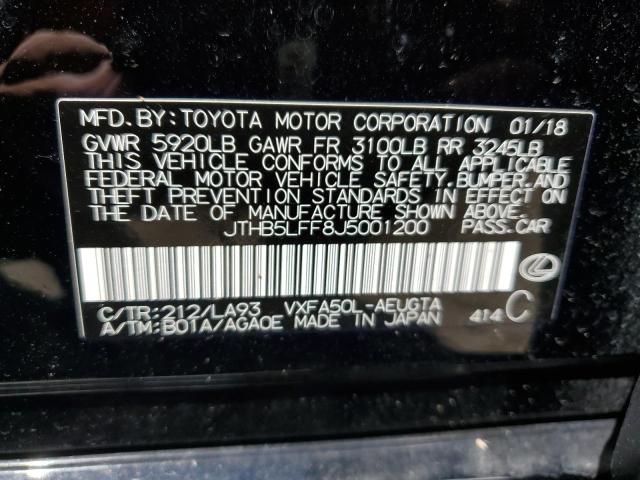 MFD. BY: TOYOTA MOTOR CORPORATION 01/18
GVWR 5920LB GAWR FR 3100LB RR 3245LB
THIS VEHICLE CONFORMS TO ALL APPLICABLE
FEDERAL MOTOR VEHICLE SAFETY, BUMPER, AND
THEFT PREVENTION STANDARDS IN EFFECT ON
THE DATE OF MANUFACTURE SHOWN ABOVE.
JTHB5LFF8J5001200 PASS.CAR
C/TR: 212/LA93 VXFA50L-AEUGTA
A/TM: B01A/AGA0E MADE IN JAPAN 414 C